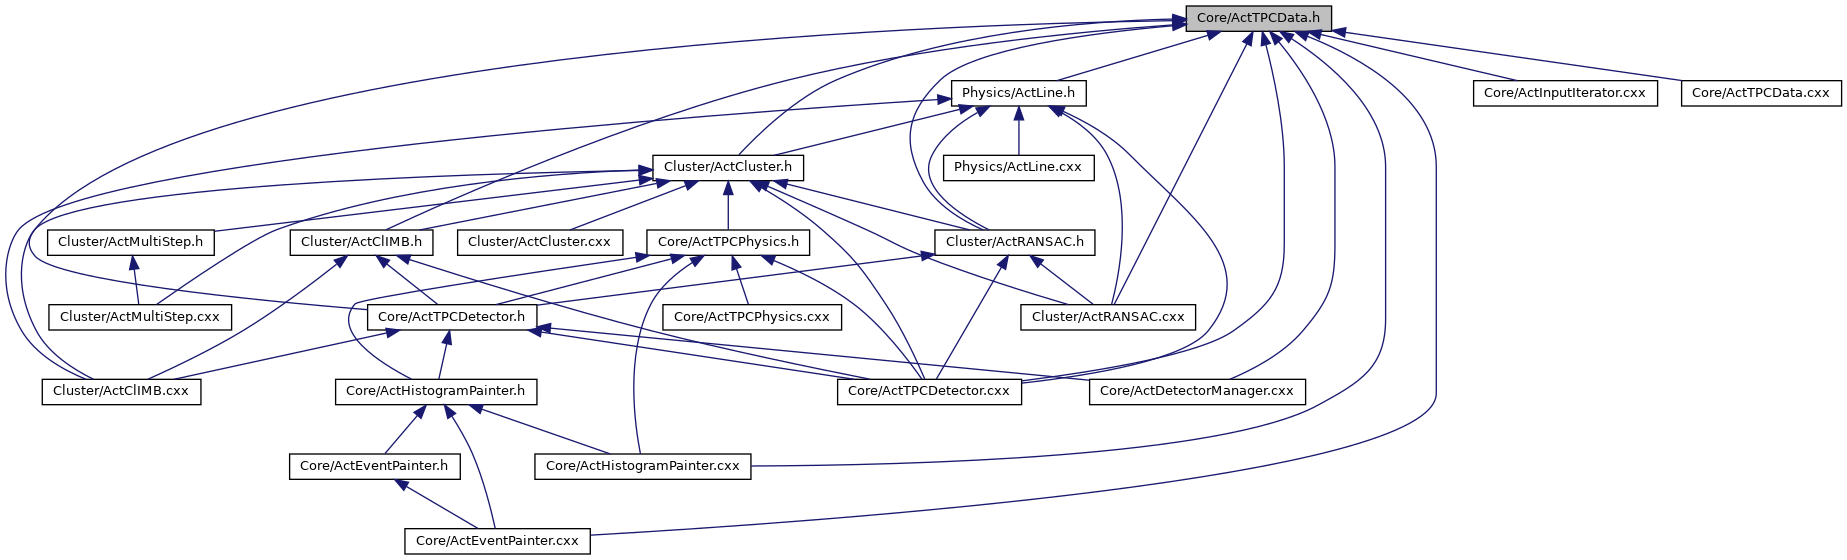 Core/ActTPCData.h
Physics/ActLine.h
Core/ActInputIterator.cxx
Core/ActTPCData.cxx
Cluster/ActCluster.h
Physics/ActLine.cxx
Cluster/ActMultiStep.h
Cluster/ActClIMB.h
Cluster/ActCluster.cxx
Core/ActTPCPhysics.h
Cluster/ActRANSAC.h
Cluster/ActMultiStep.cxx
Core/ActTPCDetector.h
Core/ActTPCPhysics.cxx
Cluster/ActRANSAC.cxx
Cluster/ActClIMB.cxx
Core/ActHistogramPainter.h
Core/ActTPCDetector.cxx
Core/ActDetectorManager.cxx
Core/ActEventPainter.h
Core/ActHistogramPainter.cxx
Core/ActEventPainter.cxx